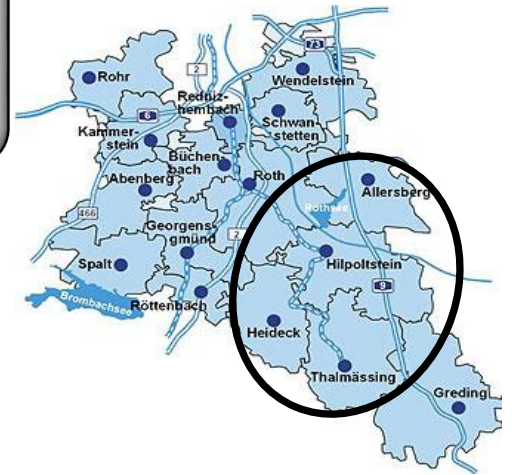 73
2
Rohr
Wendelstein
Rednitz-
hembach
6
Schwan-
stetten
Kammer-
stein
Büchen-
bach
Abenberg
Roth
Allersberg
Rothsee
466
Georgens-
gmünd
2
Hilpoltstein
Spalt
9
Brombachsee
Röttenbach
Heideck
Thalmässing
Greding